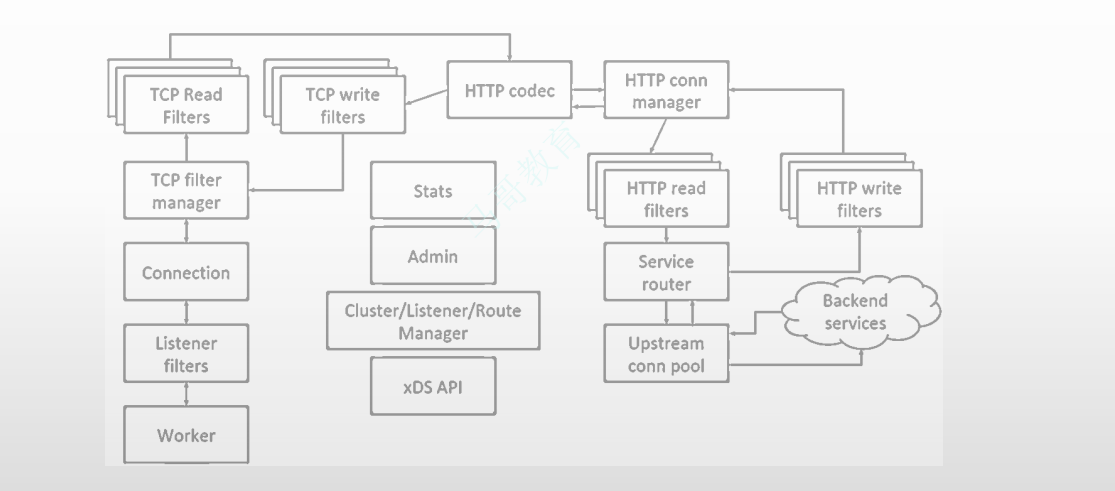 TCP Read
Filters
TCP write
filters
HTTP codec
HTTP conn
manager
TCP filter
manager
Stats
HTTP read
filters
HTTP write
filters
Connection
Admin
Service
router
Cluster/Listener/Route
Manager
Backend
services
Listener
filters
Upstream
conn pool
xDS API
Worker
马哥教育